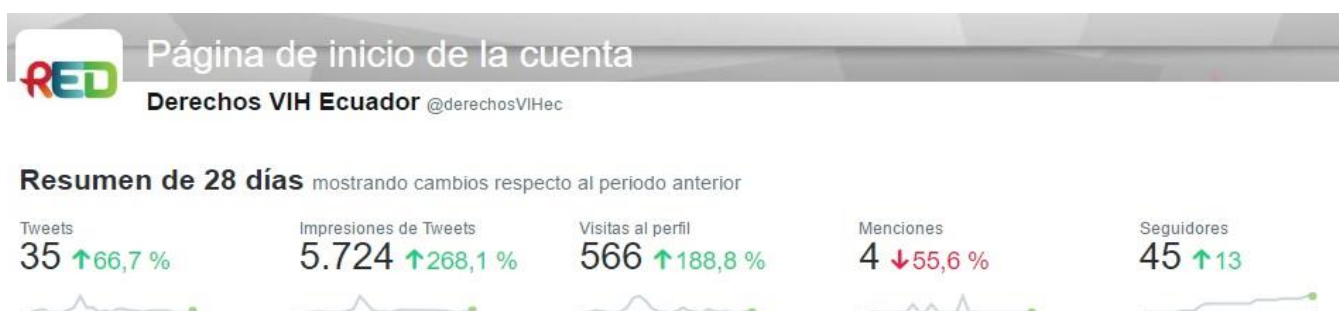 RED
Página de inicio de la cuenta
Derechos VIH Ecuador @derechosVIHec
Resumen de 28 días mostrando cambios respecto al periodo anterior
Tweets
35 ↑66,7 %
Impresiones de Tweets
5.724 ↑268,1 %
Visitas al perfil
566 ↑188,8 %
Menciones
4 ↓55,6 %
Seguidores
45 ↑13